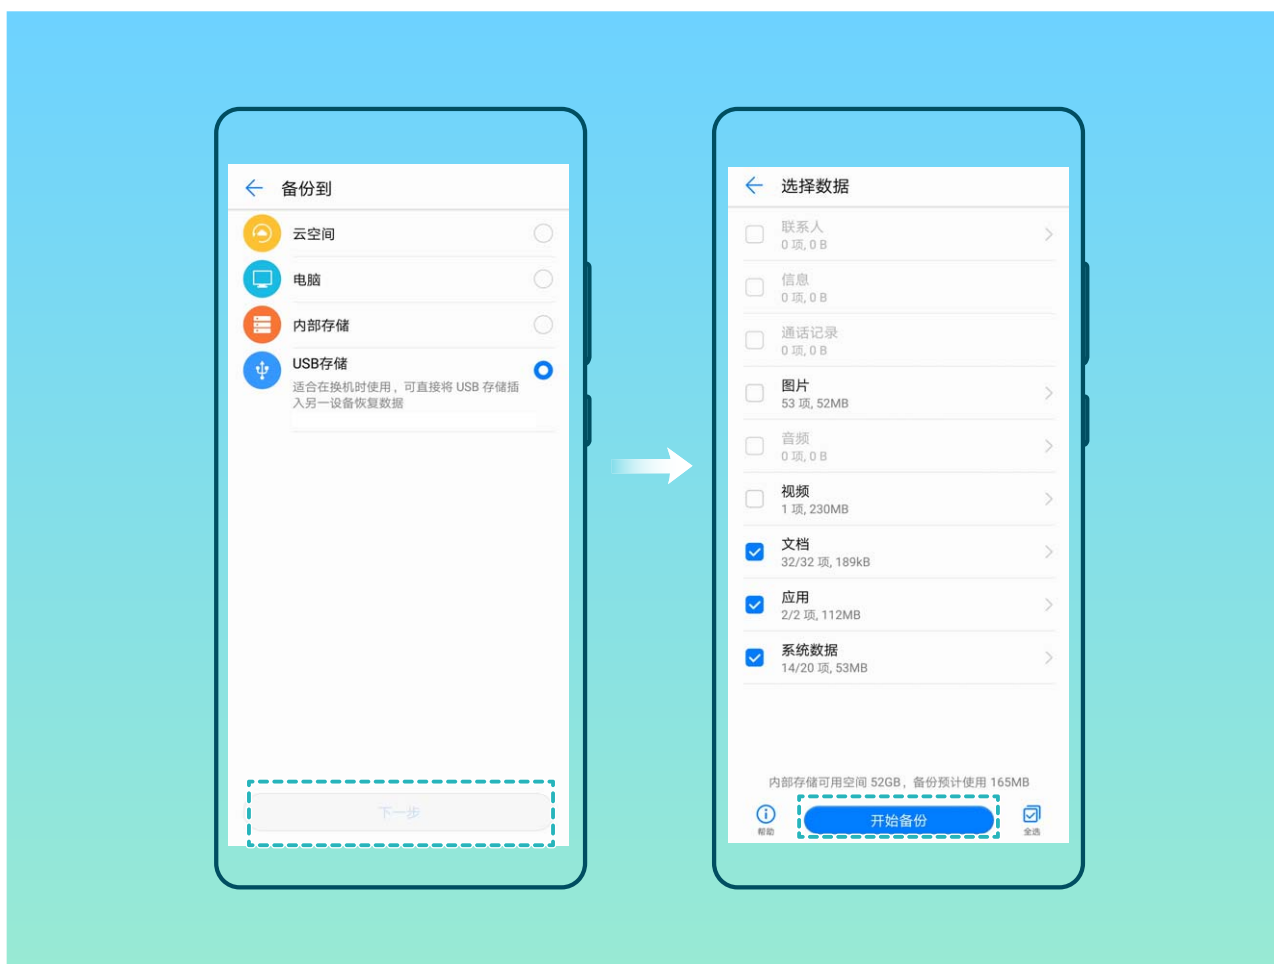 备份到
云空间
电脑
内部存储
USB存储
适合在换机时使用，可直接将 USB 存储插
入另一设备恢复数据
下一步
选择数据
联系人
0 项, 0 B
信息
0 项, 0 B
通话记录
0 项, 0 B
图片
53 项, 52MB
音频
0 项, 0 B
视频
1 项, 230MB
文档
32/32 项, 189kB
应用
2/2 项, 112MB
系统数据
14/20 项, 53MB
内部存储可用空间 52GB，备份预计使用 165MB
帮助
开始备份
全选